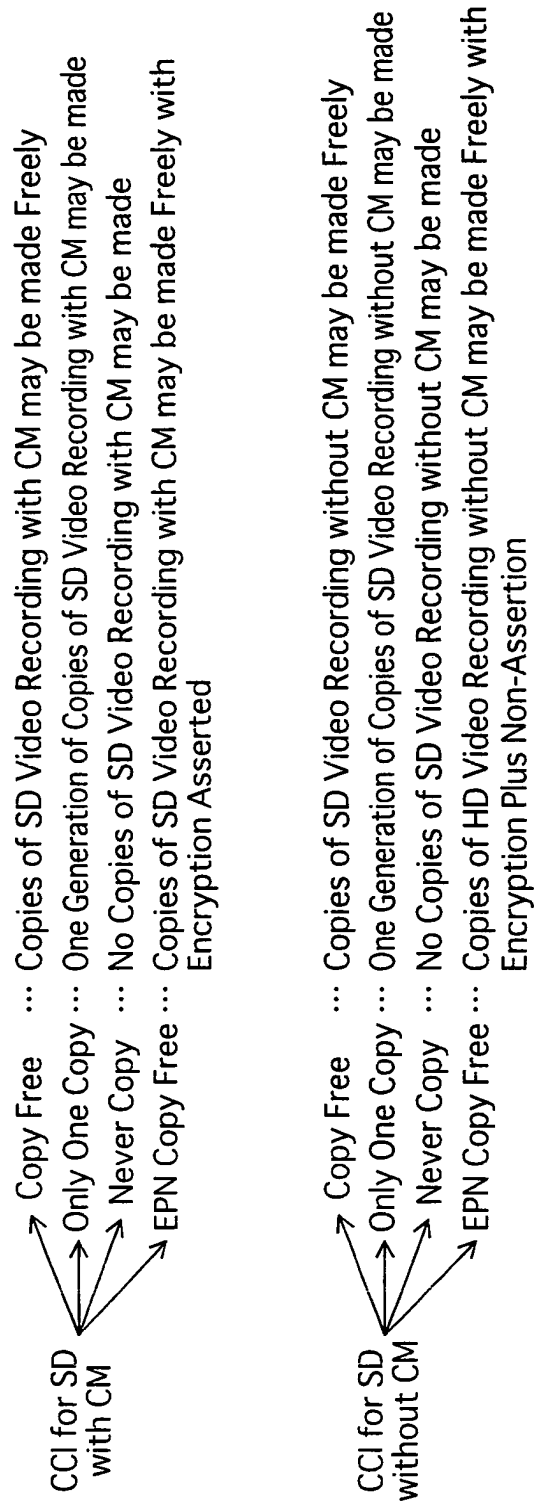 CCI for SD
with CM
Copy Free ... Copies of SD Video Recording with CM may be made Freely
Only One Copy ... One Generation of Copies of SD Video Recording with CM may be made
Never Copy ... No Copies of SD Video Recording with CM may be made
EPN Copy Free ... Copies of SD Video Recording with CM may be made Freely with
Encryption Asserted
CCI for SD
without CM
Copy Free ... Copies of SD Video Recording without CM may be made Freely
Only One Copy ... One Generation of Copies of SD Video Recording without CM may be made
Never Copy ... No Copies of SD Video Recording without CM may be made
EPN Copy Free ... Copies of HD Video Recording without CM may be made Freely with
Encryption Plus Non-Assertion